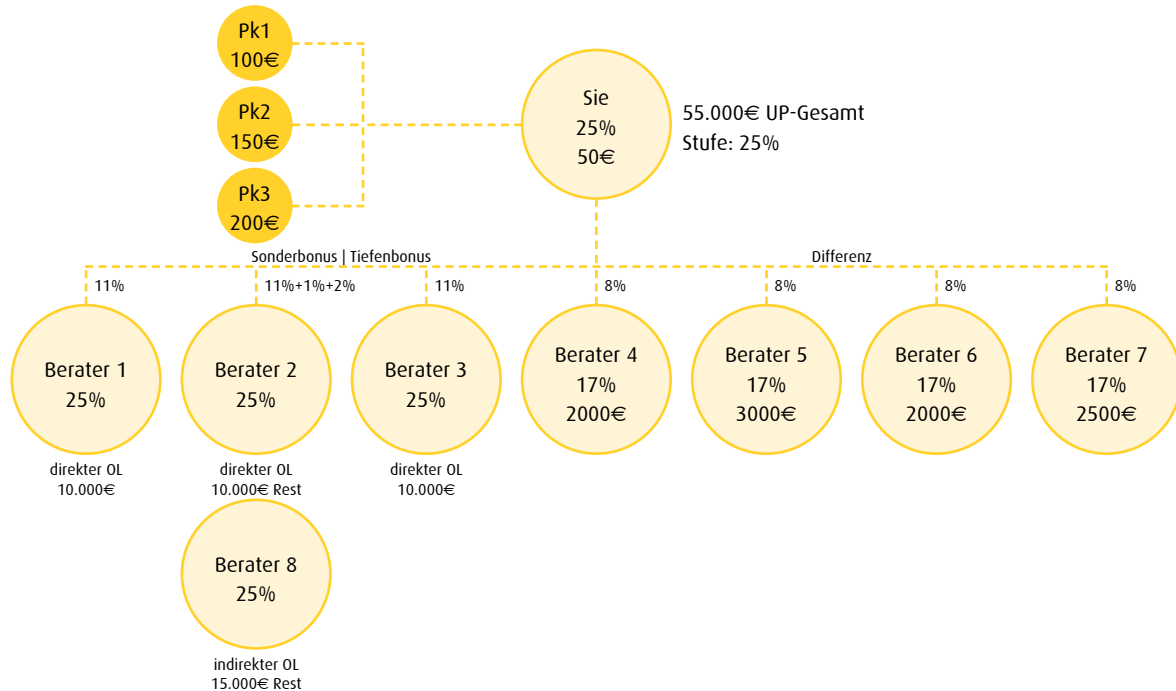 Pk1
100€
Pk2
150€
Pk3
200€
Sie
25%
50€
55.000€ UP-Gesamt
Stufe: 25%
Sonderbonus | Tiefenbonus
Differenz
11%
11%+1%+2%
11%
8%
8%
8%
8%
Berater 1
25%
direkter OL
10.000€
Berater 2
25%
direkter OL
10.000€ Rest
Berater 3
25%
direkter OL
10.000€
Berater 4
17%
2000€
Berater 5
17%
3000€
Berater 6
17%
2000€
Berater 7
17%
2500€
Berater 8
25%
indirekter OL
15.000€ Rest